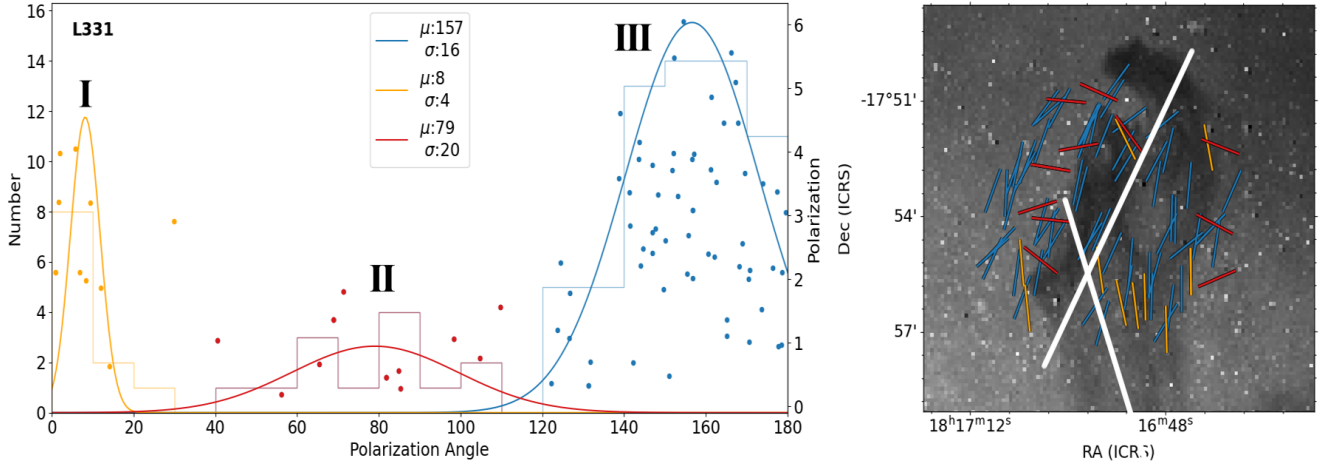 L331
I
II
III
μ:157
σ:16
μ:8
σ:4
μ:79
σ:20
Number
16
14
12
10
8
6
4
2
0
0 20 40 60 80 100 120 140 160 180
Polarization Angle
6
5
4
3
2
1
0
Polarization
Dec (ICRS)
-17°51'
54'
57'
18h17m12s
16m48s
RA (ICRS)